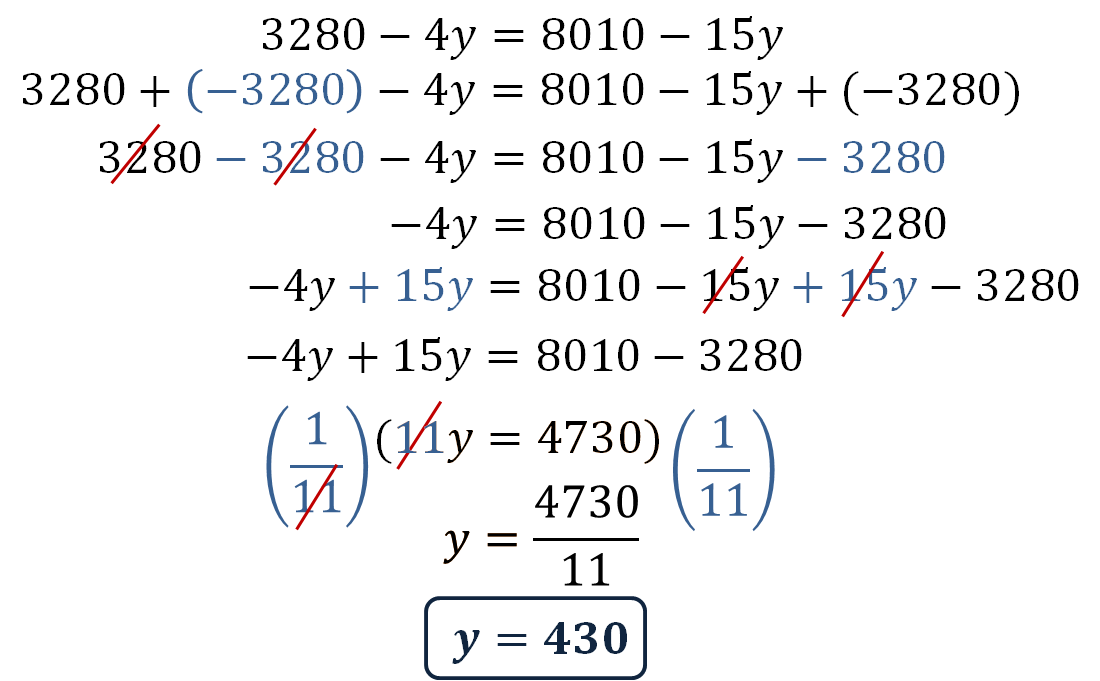 3280 − 4y = 8010 − 15y
3280 + (−3280) − 4y = 8010 − 15y + (−3280)
3280 − 3280 − 4y = 8010 − 15y − 3280
−4y = 8010 − 15y − 3280
−4y + 15y = 8010 − 15y + 15y − 3280
−4y + 15y = 8010 − 3280
(1/11)(11y = 4730)(1/11)
y = 4730/11
y = 430